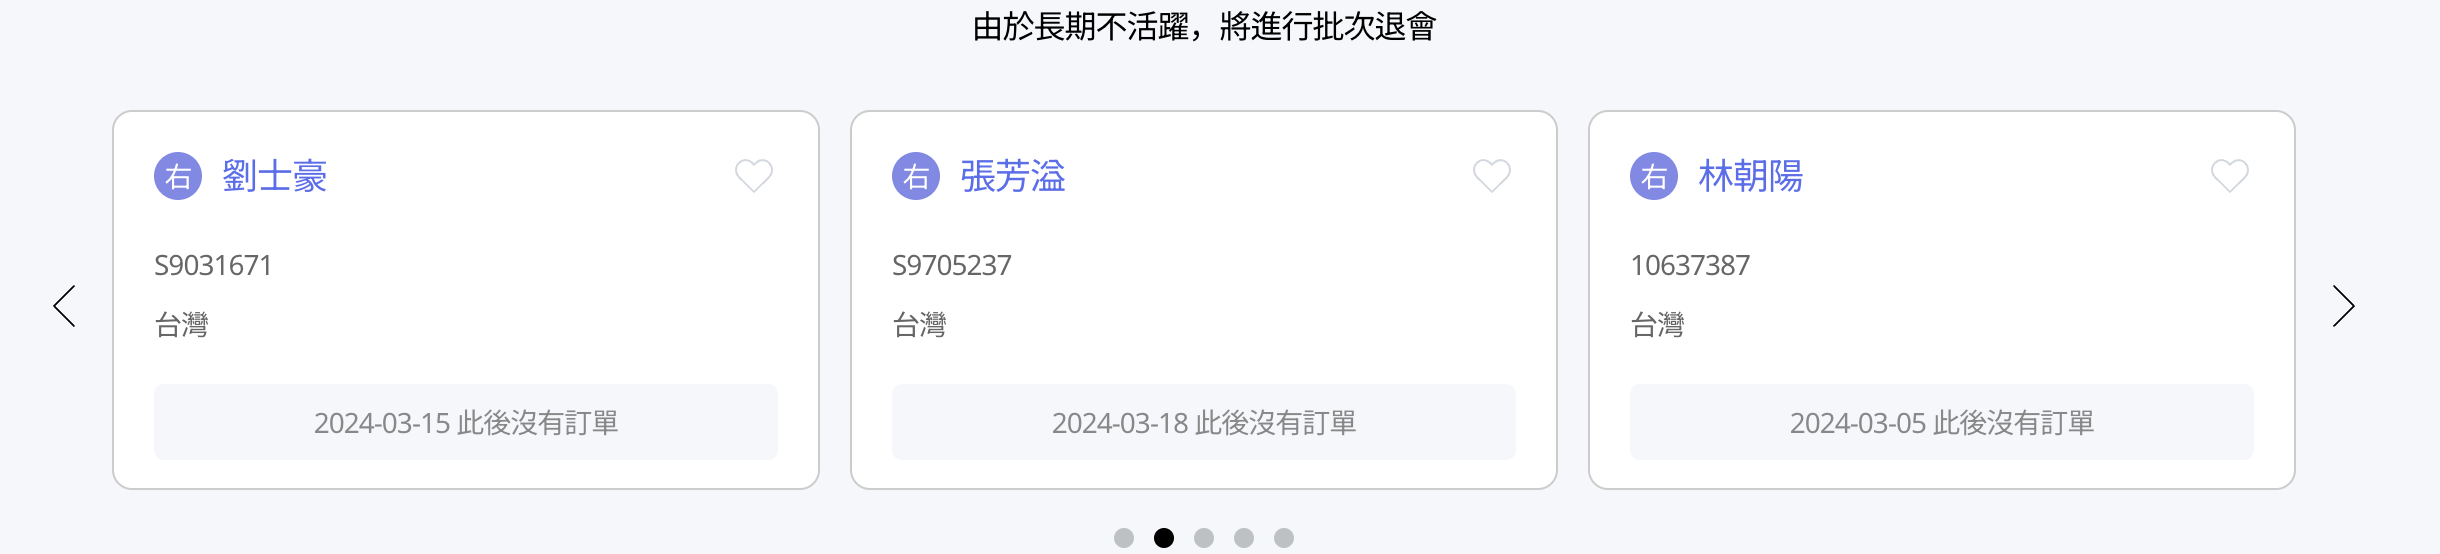 由於長期不活躍，將進行批次退會
右 劉士豪
S9031671
台灣
2024-03-15 此後沒有訂單
右 張芳溢
S9705237
台灣
2024-03-18 此後沒有訂單
右 林朝陽
10637387
台灣
2024-03-05 此後沒有訂單